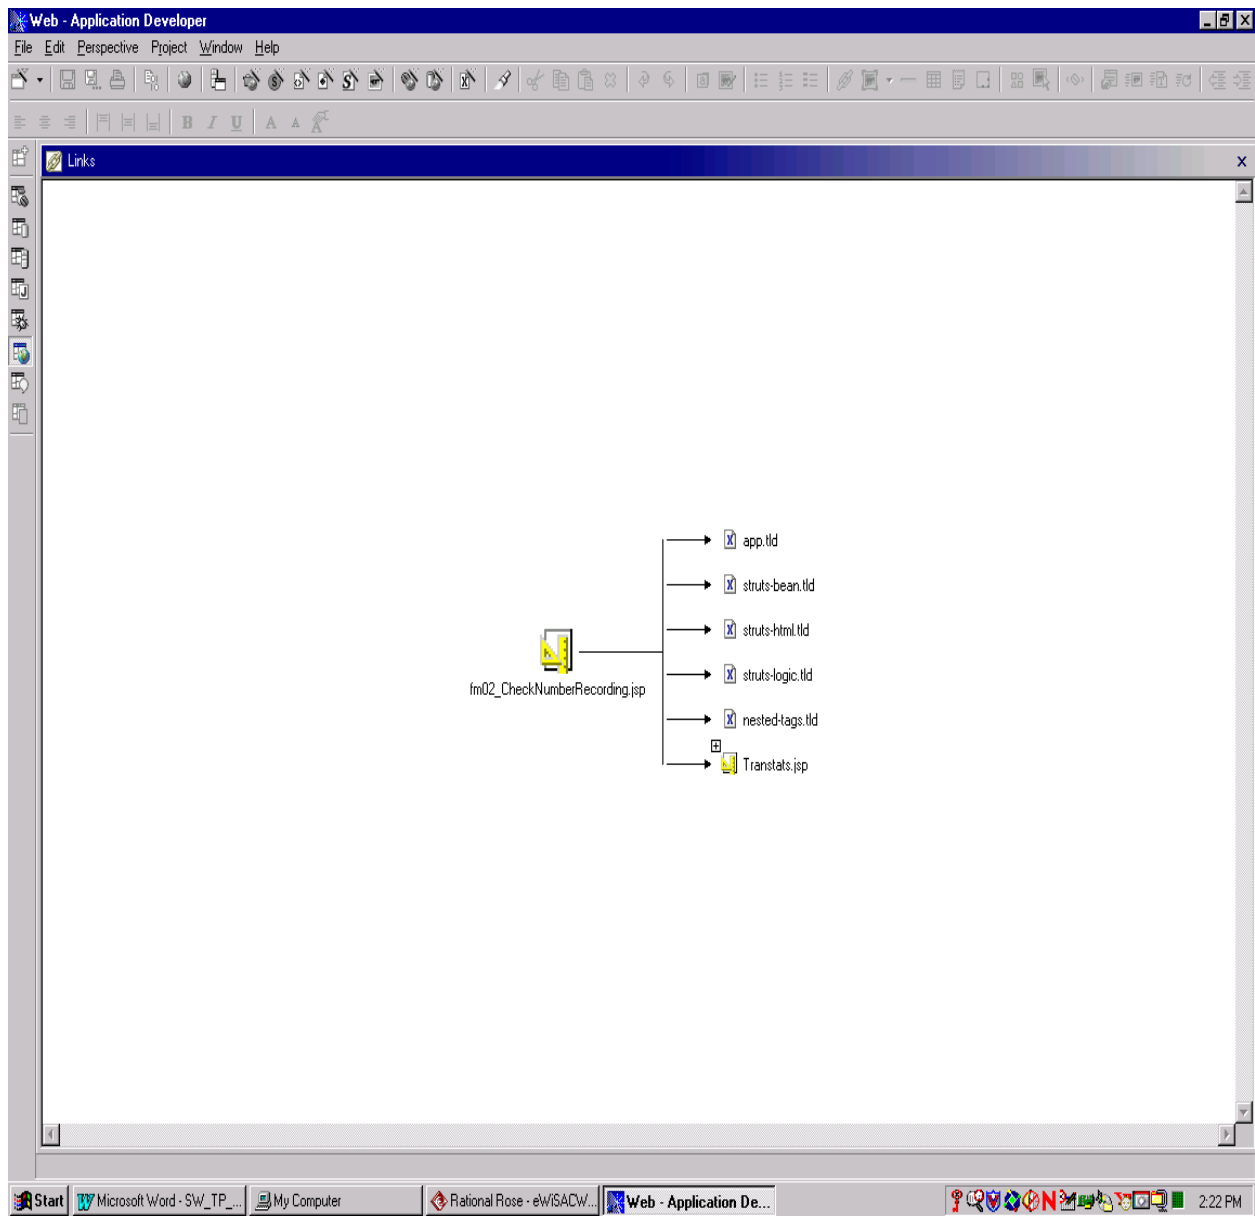 Web - Application Developer
File Edit Perspective Project Window Help
B I U A A A
Links
app.tld
struts-bean.tld
struts-html.tld
struts-logic.tld
nested-tags.tld
Transtats.jsp
fm02_CheckNumberRecording.jsp
Start Microsoft Word - SW_TP_... My Computer Rational Rose - eWiSACW... Web - Application De... 2:22 PM